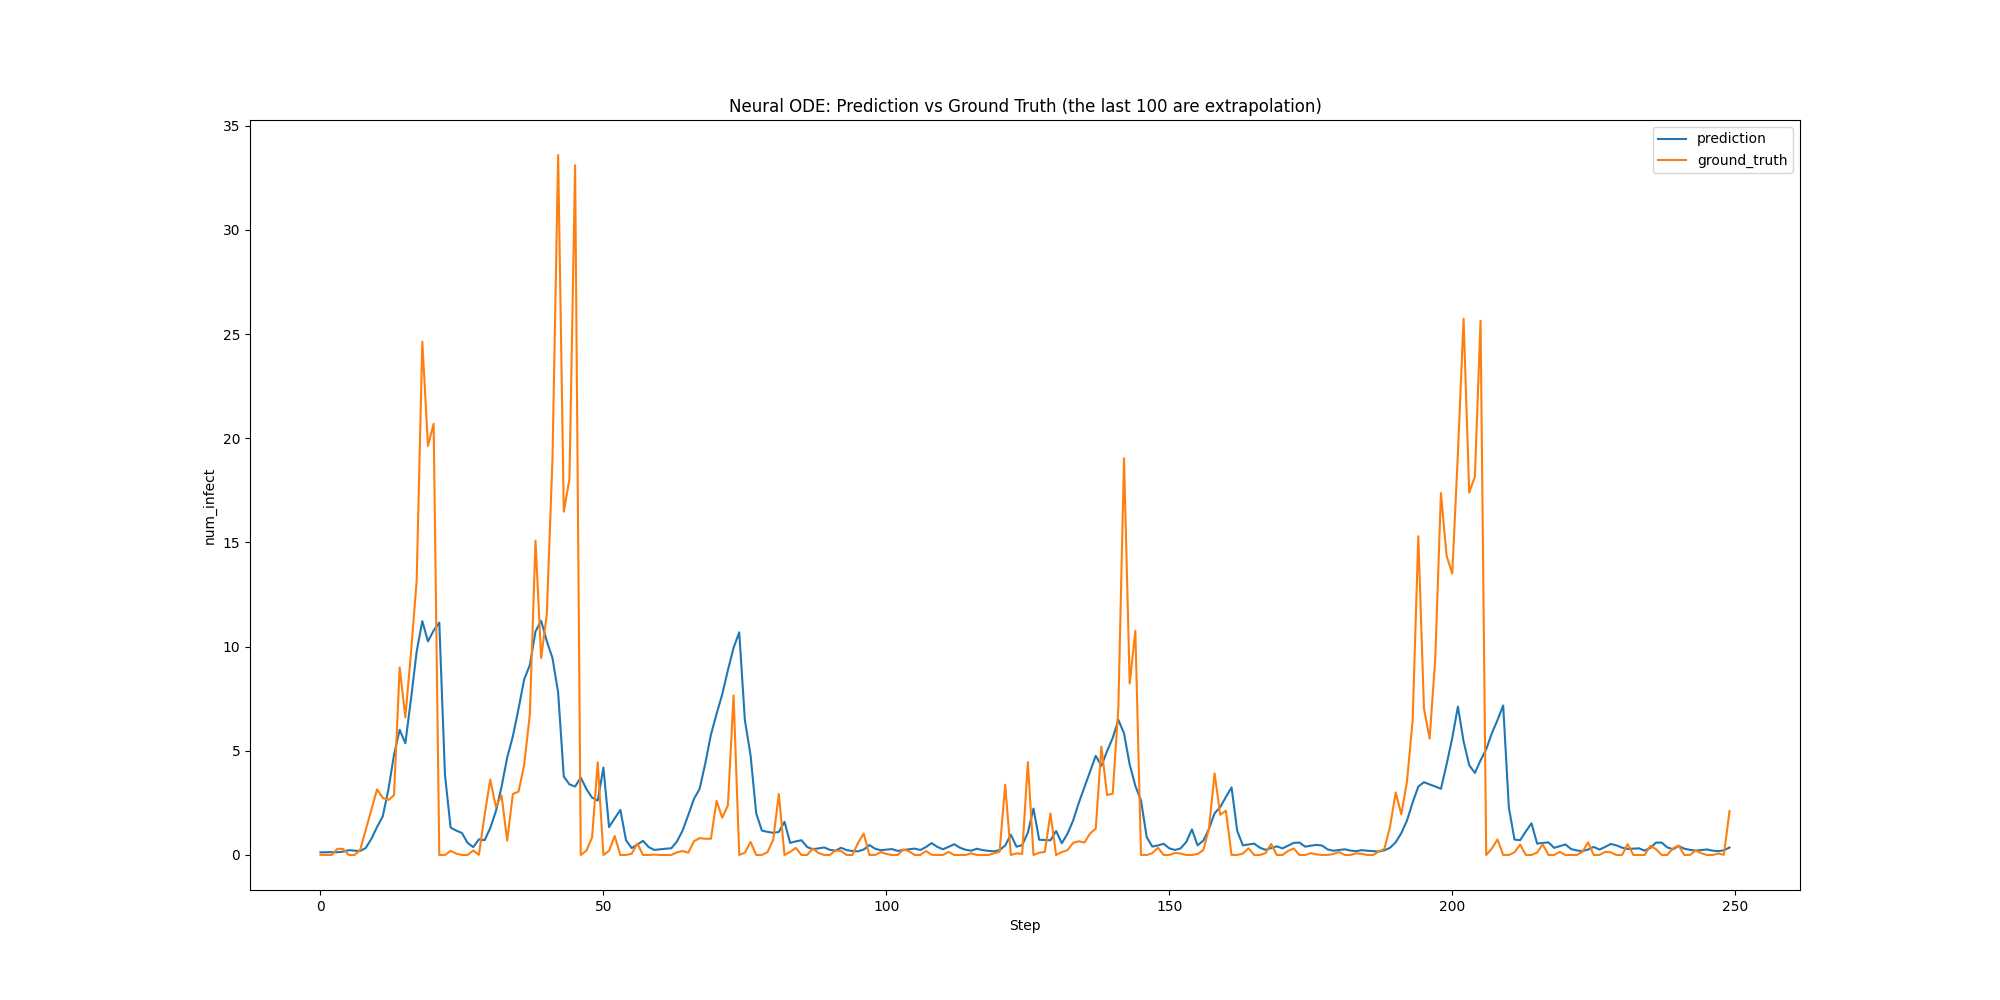 Neural ODE: Prediction vs Ground Truth (the last 100 are extrapolation)
prediction
ground_truth
num_infect
35
30
25
20
15
10
5
0
0
50
100
150
200
250
Step